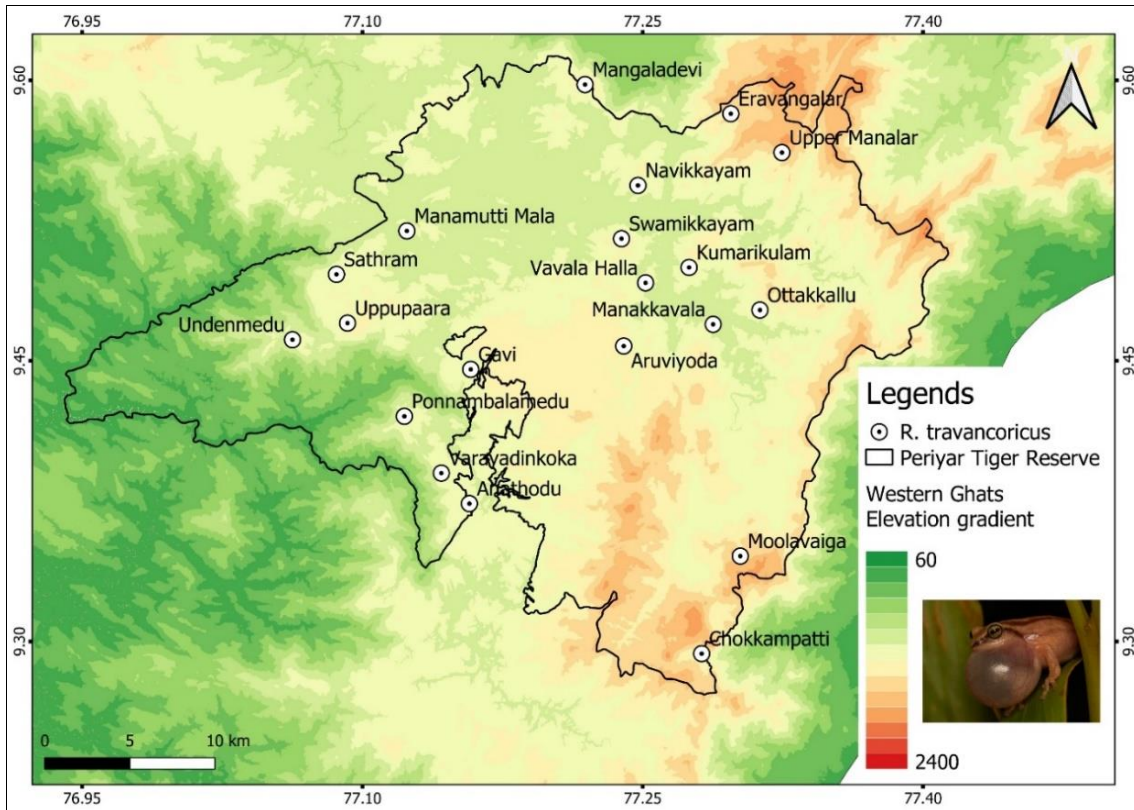 76.95 77.10 77.25 77.40
9.60 9.60
Mangaladevi
Eravangalar
Upper Manalar
Navikkayam
Manamutti Mala
Swamikkayam
Sathram
Kumarikulam
Vavala Halla
Uppupaara
Ottakkallu
Undenmedu
Manakkavala
9.45 9.45
Aruviyoda
Gavi
Ponnambalamedu
Varayadinkoka
Anathodu
Moolavaiga
9.30 9.30
Chokkampatti
Legends
R. travancoricus
Periyar Tiger Reserve
Western Ghats
Elevation gradient
60
2400
0 5 10 km
76.95 77.10 77.25 77.40